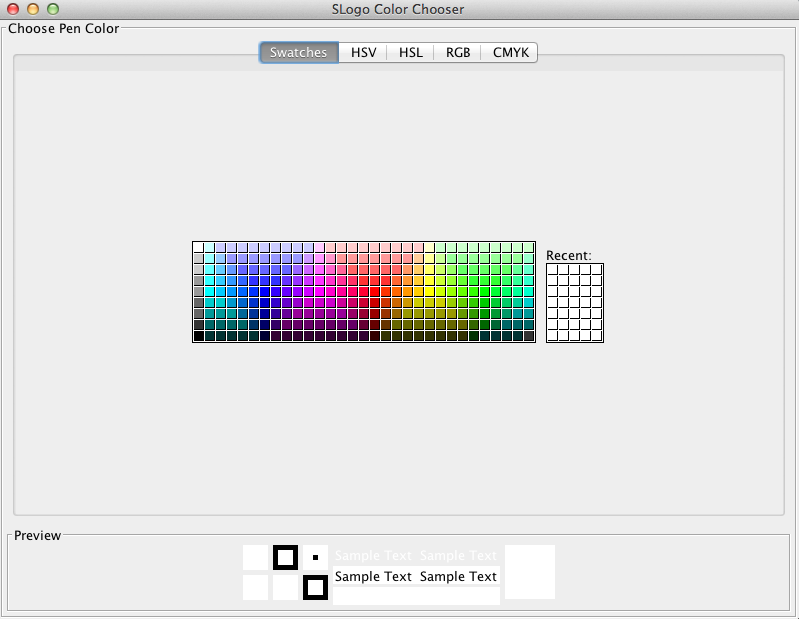 SLogo Color Chooser
Choose Pen Color
Swatches HSV HSL RGB CMYK
Recent:
Preview
Sample Text Sample Text
Sample Text Sample Text